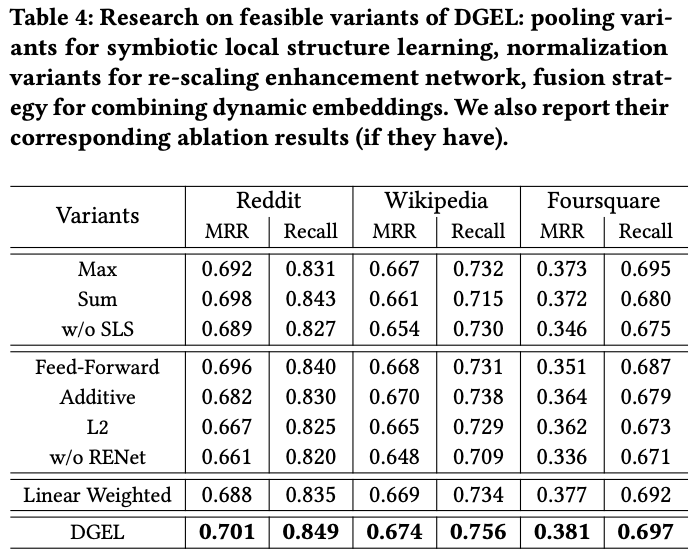 Table 4: Research on feasible variants of DGEL: pooling vari-
ants for symbiotic local structure learning, normalization
variants for re-scaling enhancement network, fusion strat-
egy for combining dynamic embeddings. We also report their
corresponding ablation results (if they have).
Variants Reddit Wikipedia Foursquare
MRR Recall MRR Recall MRR Recall
Max 0.692 0.831 0.667 0.732 0.373 0.695
Sum 0.698 0.843 0.661 0.715 0.372 0.680
w/o SLS 0.689 0.827 0.654 0.730 0.346 0.675
Feed-Forward 0.696 0.840 0.668 0.731 0.351 0.687
Additive 0.682 0.830 0.670 0.738 0.364 0.679
L2 0.667 0.825 0.665 0.729 0.362 0.673
w/o RENet 0.661 0.820 0.648 0.709 0.336 0.671
Linear Weighted 0.688 0.835 0.669 0.734 0.377 0.692
DGEL 0.701 0.849 0.674 0.756 0.381 0.697